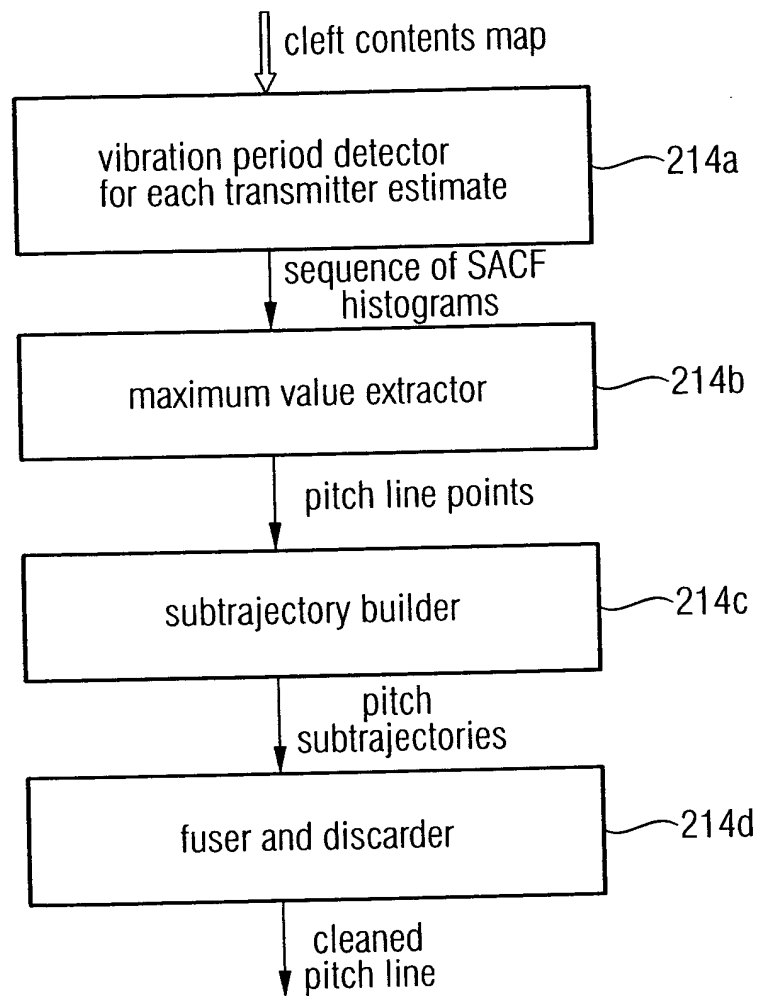 cleft contents map
vibration period detector
for each transmitter estimate
214a
sequence of SACF
histograms
maximum value extractor
214b
pitch line points
subtrajectory builder
214c
pitch
subtrajectories
fuser and discarder
214d
cleaned
pitch line